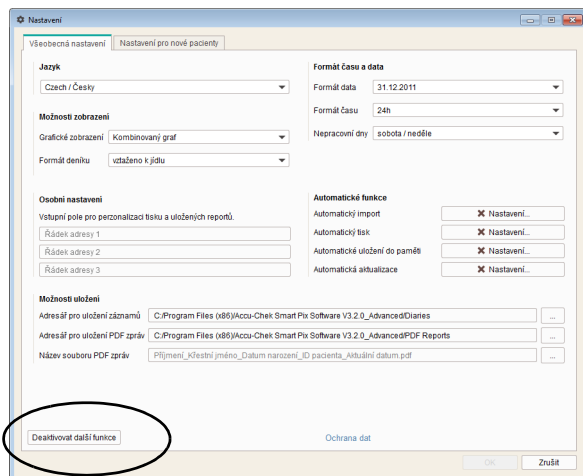 Nastavení
Všeobecná nastavení
Nastavení pro nové pacienty
Jazyk
Czech / Česky
Možnosti zobrazení
Grafické zobrazení Kombinovaný graf
Formát deníku vztaženo k jídlu
Formát času a data
Formát data 31.12.2011
Formát času 24h
Nepracovní dny sobota / neděle
Osobní nastavení
Vstupní pole pro perzonalizaci tisku a uložených reportů.
Řádek adresy 1
Řádek adresy 2
Řádek adresy 3
Automatické funkce
Automatický import Nastavení...
Automatický tisk Nastavení...
Automatické uložení do paměti Nastavení...
Automatická aktualizace Nastavení...
Možnosti uložení
Adresář pro uložení záznamů C:/Program Files (x86)/Accu-Chek Smart Pix Software V3.2.0_Advanced/Diaries ...
Adresář pro uložení PDF zpráv C:/Program Files (x86)/Accu-Chek Smart Pix Software V3.2.0_Advanced/PDF Reports ...
Název souboru PDF zpráv Příjmení_Křestní jméno_Datum narození_ID pacienta_Aktuální datum.pdf ...
Deaktivovat další funkce
Ochrana dat
OK Zrušit